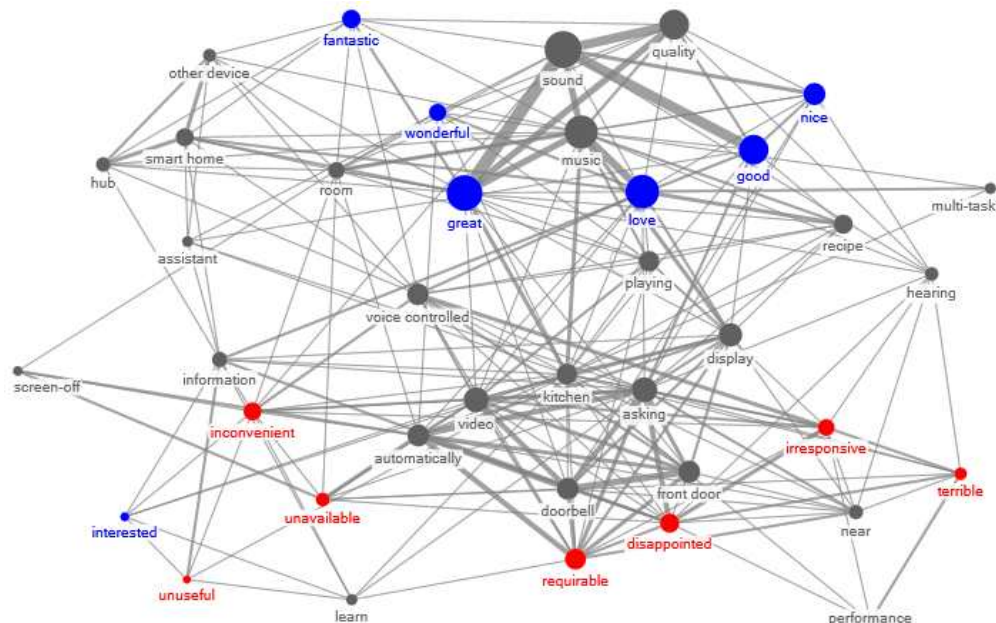 fantastic
quality
other device
sound
wonderful
nice
smart home
music
good
hub
room
multi-task
great
love
recipe
assistant
playing
hearing
voice controlled
display
information
kitchen
screen-off
asking
video
inconvenient
irresponsive
automatically
front door
terrible
doorbell
unavailable
near
interested
disappointed
requirable
unuseful
learn
performance